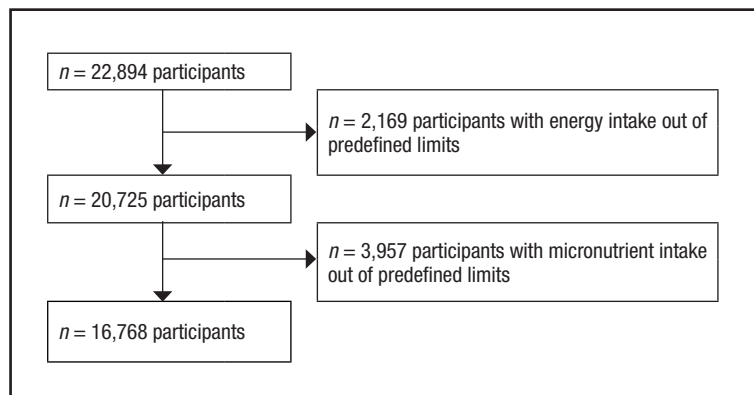 n = 22,894 participants
n = 2,169 participants with energy intake out of
predefined limits
n = 20,725 participants
n = 3,957 participants with micronutrient intake
out of predefined limits
n = 16,768 participants